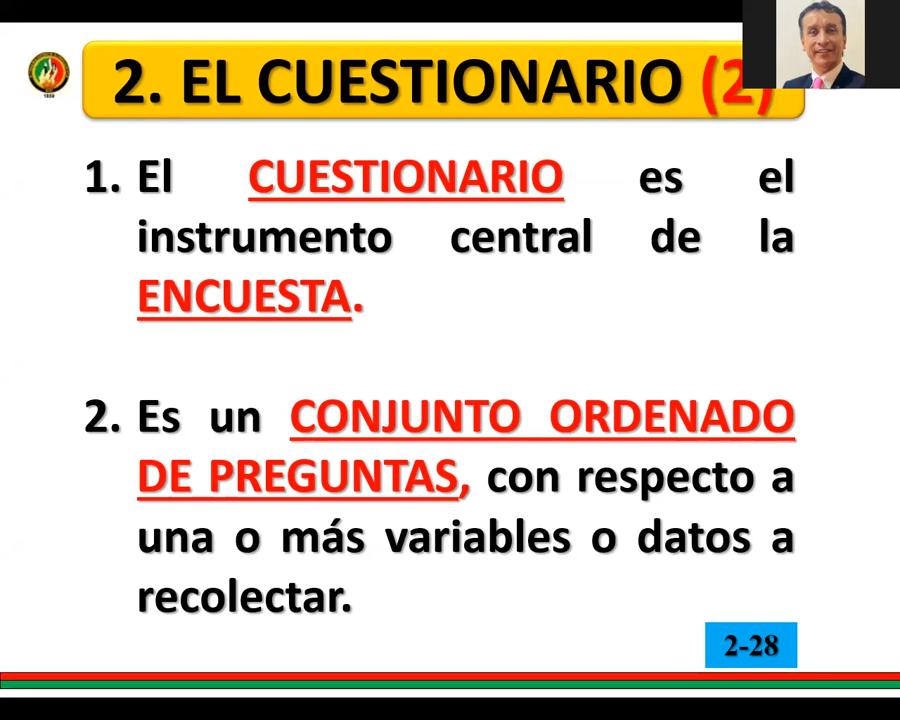 2. EL CUESTIONARIO (2)
1. El CUESTIONARIO es el
instrumento central de la
ENCUESTA.
2. Es un CONJUNTO ORDENADO
DE PREGUNTAS, con respecto a
una o más variables o datos a
recolectar.
2-28